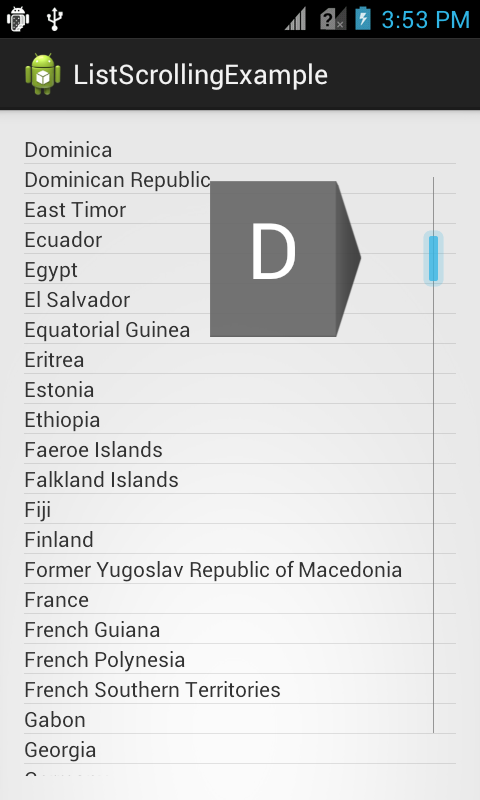 3:53 PM
ListScrollingExample
Dominica
Dominican Republic
East Timor
D
Ecuador
Egypt
El Salvador
Equatorial Guinea
Eritrea
Estonia
Ethiopia
Faeroe Islands
Falkland Islands
Fiji
Finland
Former Yugoslav Republic of Macedonia
France
French Guiana
French Polynesia
French Southern Territories
Gabon
Georgia